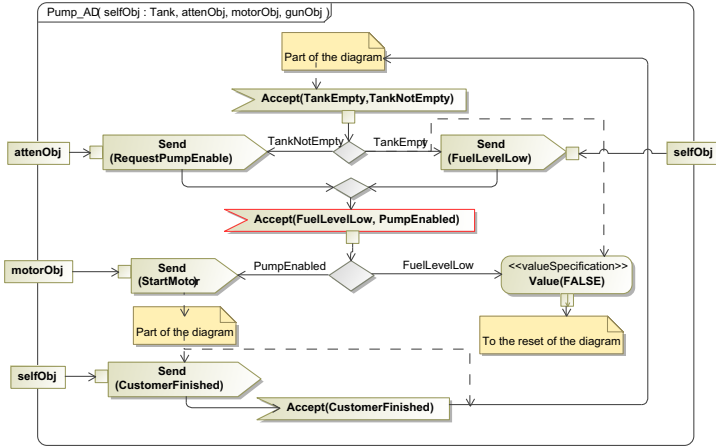 Pump_AD( selfObj : Tank, attenObj, motorObj, gunObj )
Part of the diagram
Accept(TankEmpty,TankNotEmpty)
attenObj
Send
(RequestPumpEnable)
TankNotEmpty
TankEmpty
Send
(FuelLevelLow)
selfObj
Accept(FuelLevelLow, PumpEnabled)
motorObj
Send
(StartMotor)
PumpEnabled
FuelLevelLow
<<valueSpecification>>
Value(FALSE)
Part of the diagram
To the reset of the diagram
selfObj
Send
(CustomerFinished)
Accept(CustomerFinished)